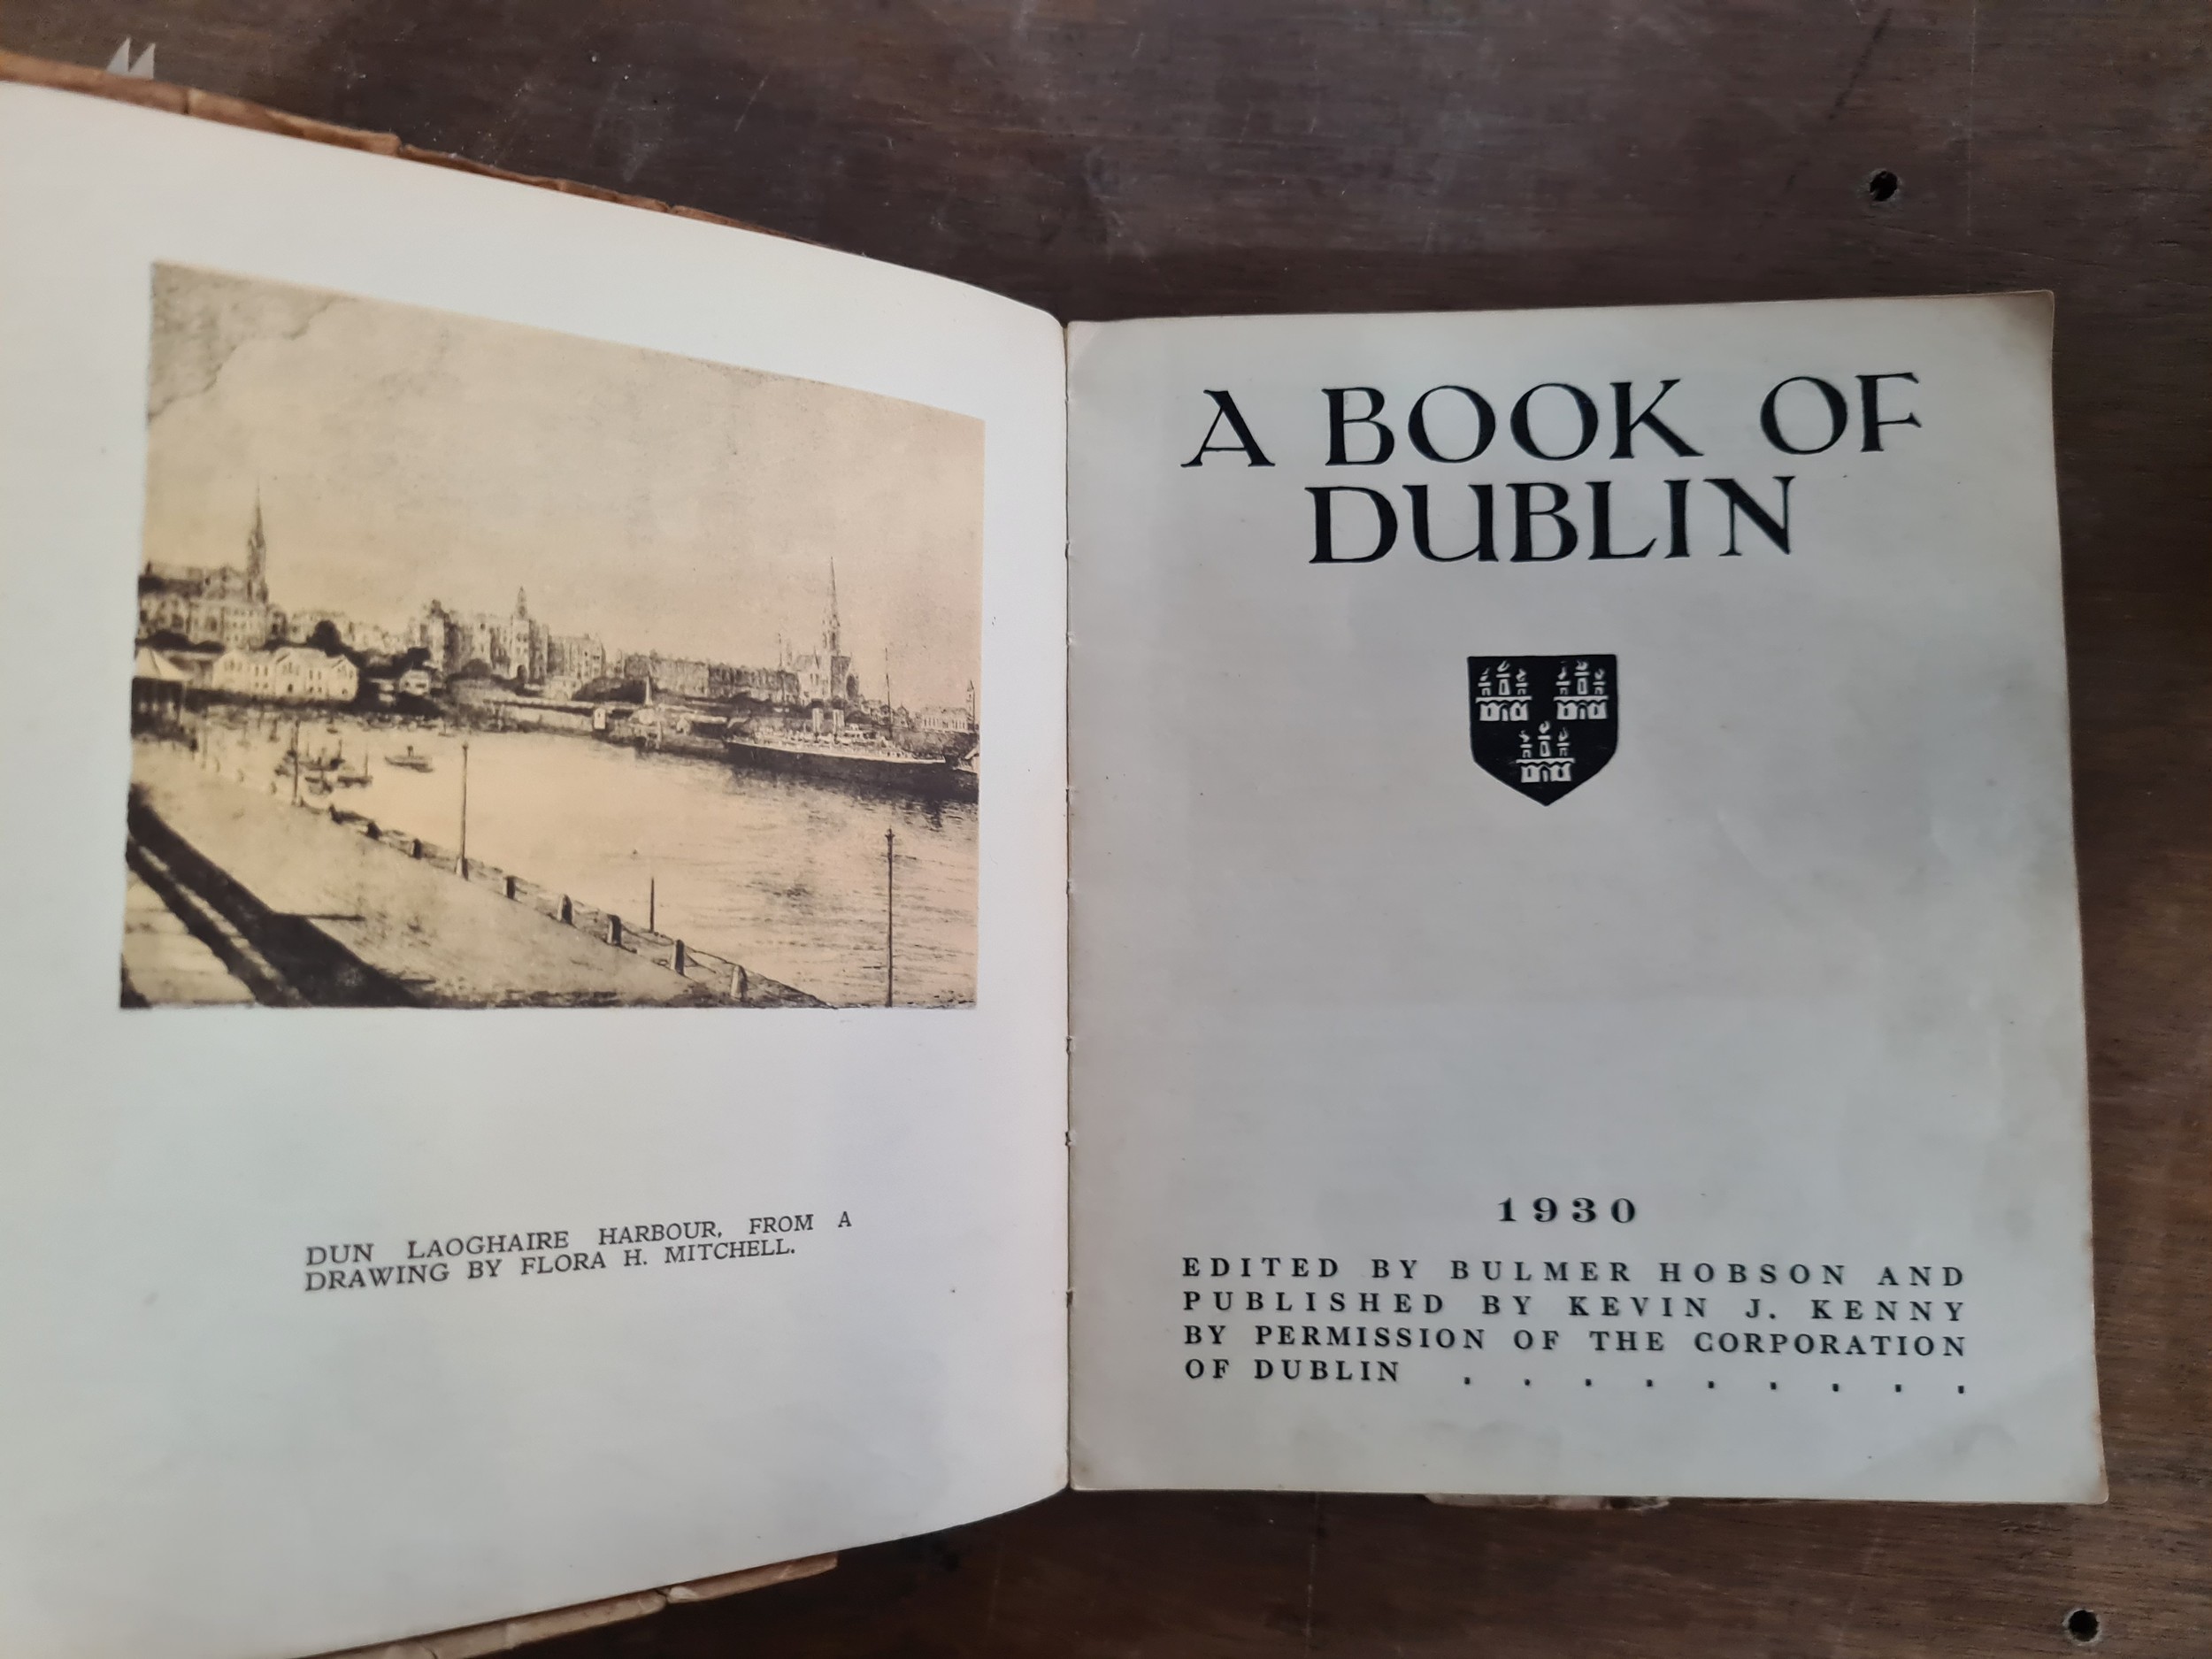 DUN LAOGHAIRE HARBOUR, FROM A
DRAWING BY FLORA H. MITCHELL.
A BOOK OF
DUBLIN
1930
EDITED BY BULMER HOBSON AND
PUBLISHED BY KEVIN J. KENNY
BY PERMISSION OF THE CORPORATION
OF DUBLIN . . . . . . . . .